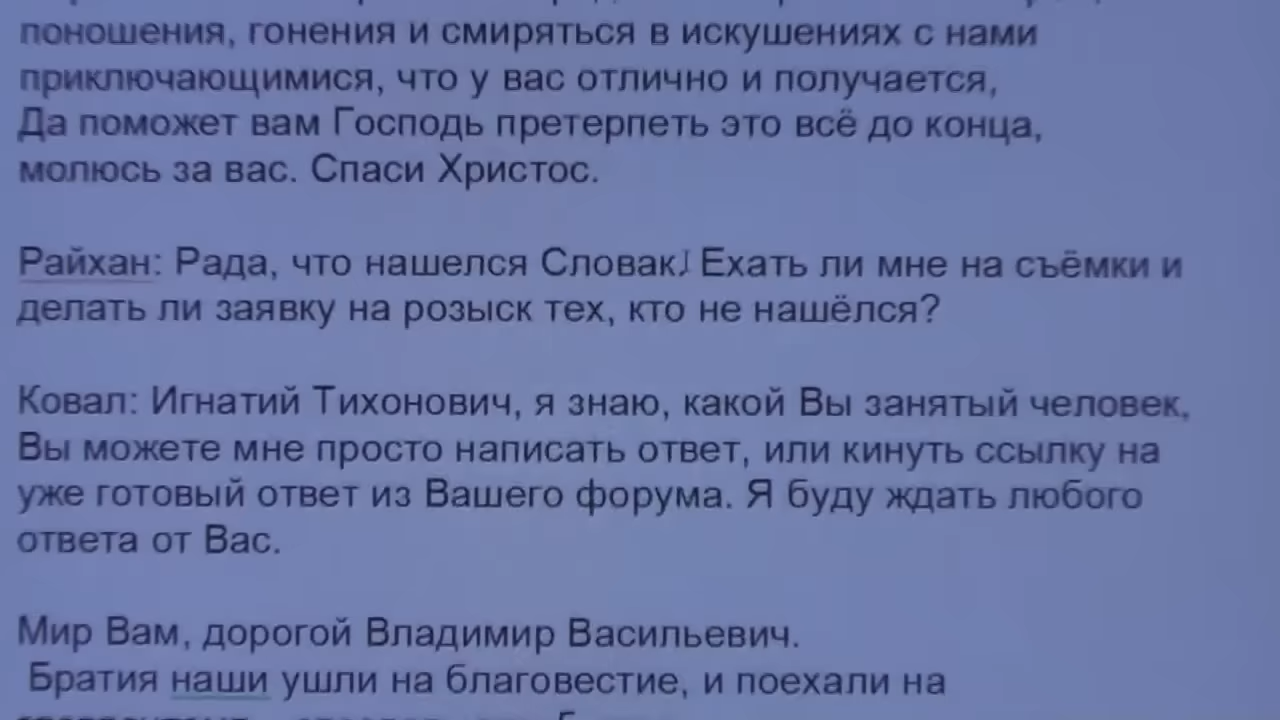 поношения, гонения и смиряться в искушениях с нами
приключающимися, что у вас отлично и получается,
Да поможет вам Господь претерпеть это всё до конца,
молюсь за вас. Спаси Христос.
Райхан: Рада, что нашелся Словак. Ехать ли мне на съёмки и
делать ли заявку на розыск тех, кто не нашёлся?
Ковал: Игнатий Тихонович, я знаю, какой Вы занятый человек,
Вы можете мне просто написать ответ, или кинуть ссылку на
уже готовый ответ из Вашего форума. Я буду ждать любого
ответа от Вас.
Мир Вам, дорогой Владимир Васильевич.
Братия наши ушли на благовестие, и поехали на